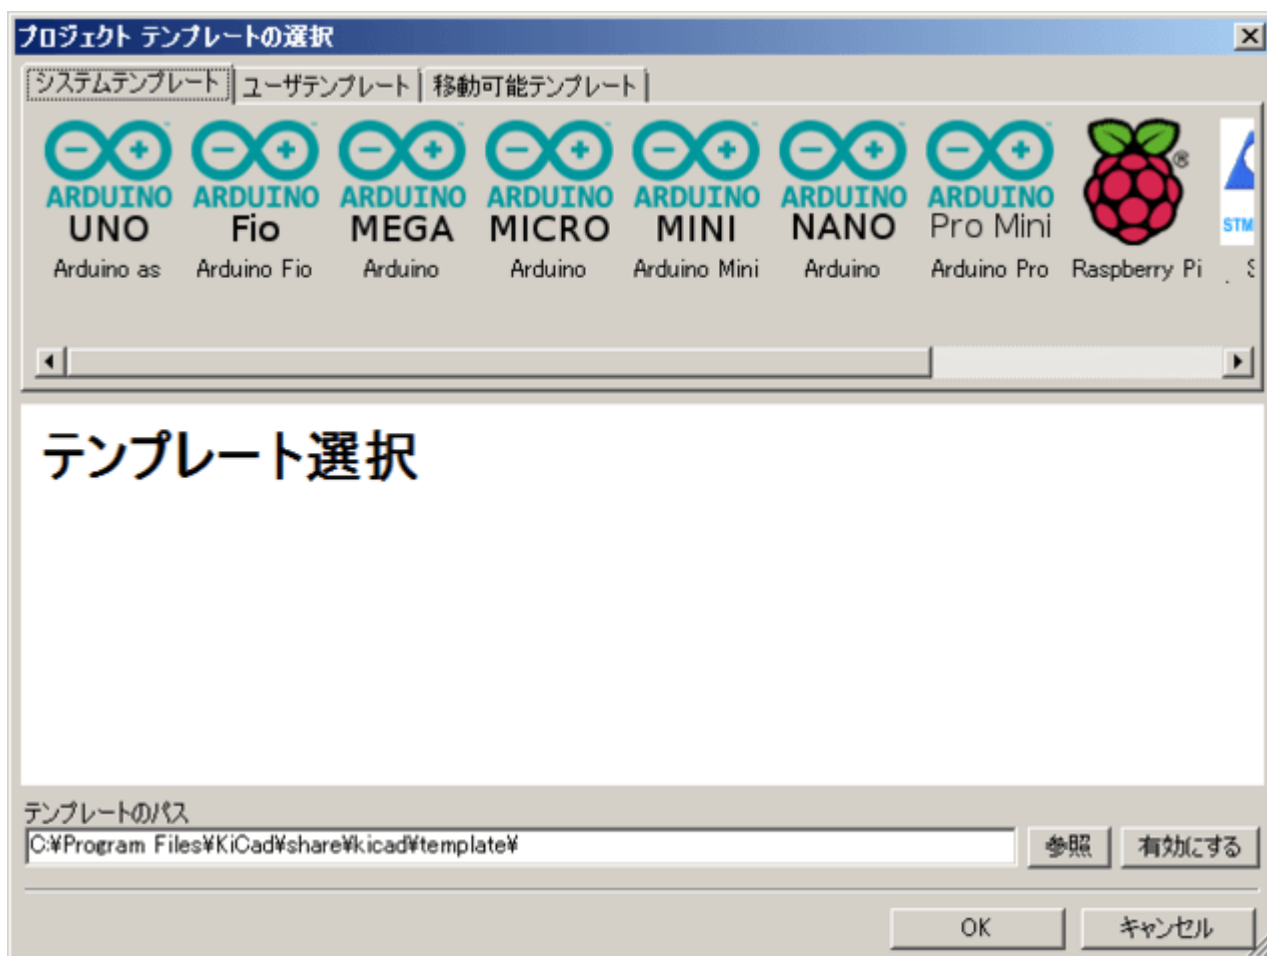 プロジェクト テンプレートの選択
システムテンプレート ユーザテンプレート 移動可能テンプレート
ARDUINO ARDUINO ARDUINO ARDUINO ARDUINO ARDUINO ARDUINO
UNO Fio MEGA MICRO MINI NANO Pro Mini
STM
Arduino as Arduino Fio Arduino Arduino Arduino Mini Arduino Arduino Pro Raspberry Pi
テンプレート選択
テンプレートのパス
C:¥Program Files¥KiCad¥share¥kicad¥template¥
参照 有効にする
OK キャンセル